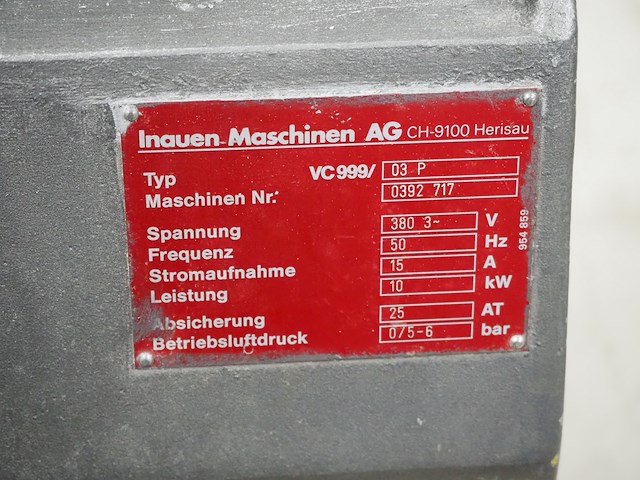 Inauen Maschinen AG CH-9100 Herisau
Typ VC999/ 03 P
Maschinen Nr. 0392 717
Spannung 380 3~ V
Frequenz 50 Hz
Stromaufnahme 15 A
Leistung 10 kW
Absicherung 25 AT
Betriebsluftdruck 0/5-6 bar
954 859